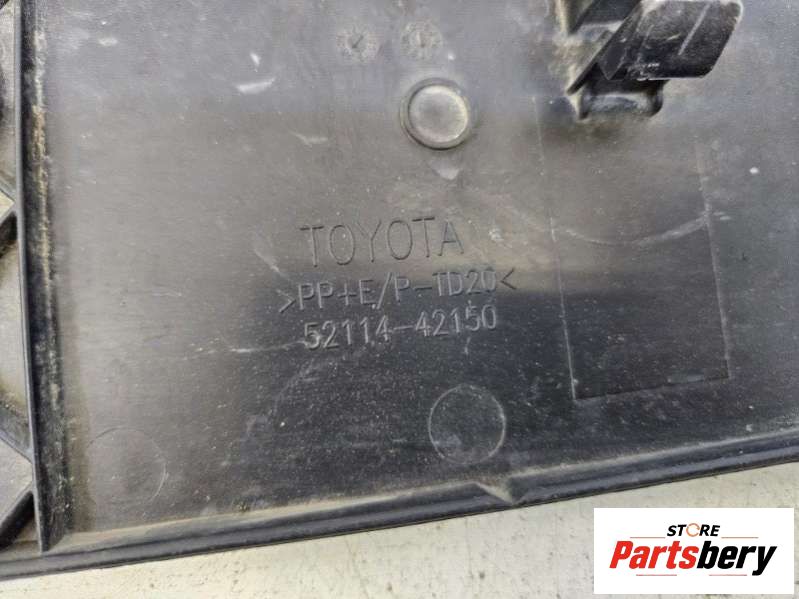 TOYOTA
>PP+E/P-TD20<
52114-42150
STORE
Partsbery